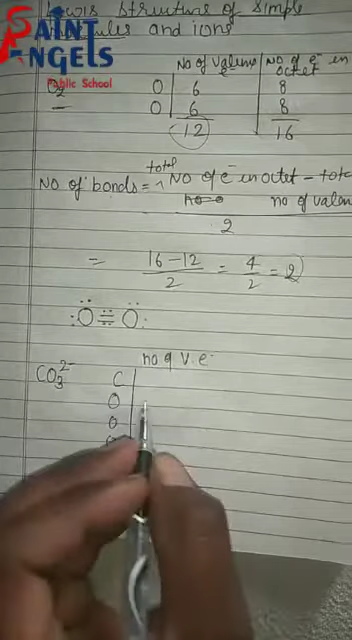 Lewis Structure of simple
molecules and ions
SAINT
ANGELS
Public School
No of Valence e⁻ No of e⁻ in octet
O₂ O 6 8
O 6 8
12 16
No of bonds = total No of e⁻ in octet - total
no of valen
2
= 16-12/2 = 4/2 = 2
:Ö::Ö:
no of v.e⁻
CO₃²⁻ C
O
O